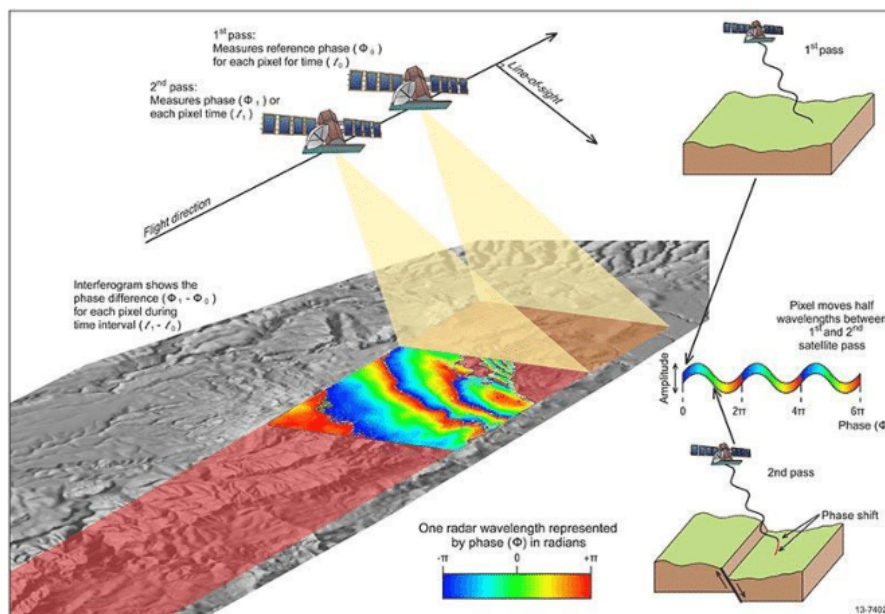 1st pass:
Measures reference phase (Φ₀)
for each pixel for time (t₀)
2nd pass:
Measures phase (Φ₁) or
each pixel time (t₁)
Line-of-sight
Flight direction
Interferogram shows the
phase difference (Φ₁ - Φ₀)
for each pixel during
time interval (t₁ - t₀)
One radar wavelength represented
by phase (Φ) in radians
-π 0 +π
1st pass
Pixel moves half
wavelengths between
1st and 2nd
satellite pass
Amplitude
0 2π 4π 6π
Phase (Φ
2nd pass
Phase shift
13-7402